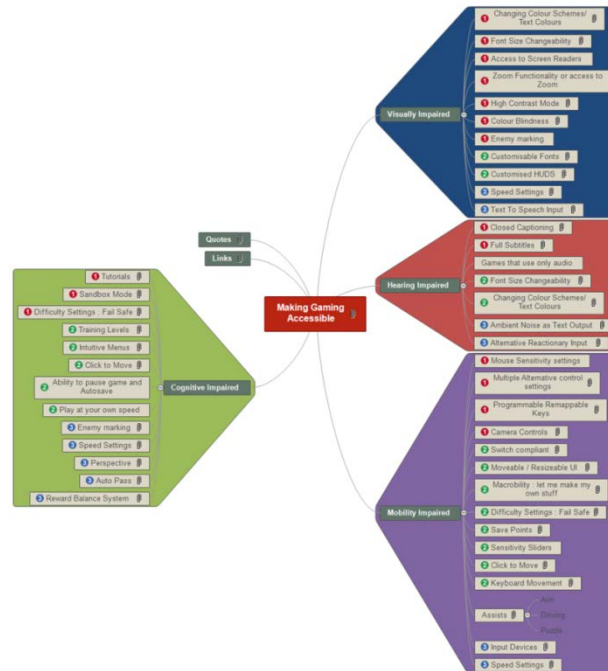 Changing Colour Schemes/
Text Colours
1 Font Size Changeability
1 Access to Screen Readers
Zoom Functionality or access to
1 Zoom
1 High Contrast Mode
Visually Impaired
1 Colour Blindness
1 Enemy marking
2 Customisable Fonts
2 Customised HUDS
3 Speed Settings
3 Text To Speech Input
1 Closed Captioning
1 Full Subtitles
Games that use only audio
Hearing Impaired
2 Font Size Changeability
Changing Colour Schemes/
2 Text Colours
3 Ambient Noise as Text Output
3 Alternative Reactionary Input
Quotes
Links
Making Gaming
Accessible
1 Tutorials
1 Sandbox Mode
1 Difficulty Settings : Fail Safe
2 Training Levels
2 Intuitive Menus
2 Click to Move
Ability to pause game and
2 Autosave
Cognitive Impaired
2 Play at your own speed
3 Enemy marking
3 Speed Settings
3 Perspective
3 Auto Pass
3 Reward Balance System
1 Mouse Sensitivity settings
Multiple Alternative control
1 settings
Programmable Remappable
1 Keys
1 Camera Controls
2 Switch compliant
2 Moveable / Resizeable UI
Macrobility : let me make my
2 own stuff
Mobility Impaired
2 Difficulty Settings : Fail Safe
2 Save Points
2 Sensitivity Sliders
2 Click to Move
2 Keyboard Movement
Aim
Assists
Driving
Puzzle
3 Input Devices
3 Speed Settings